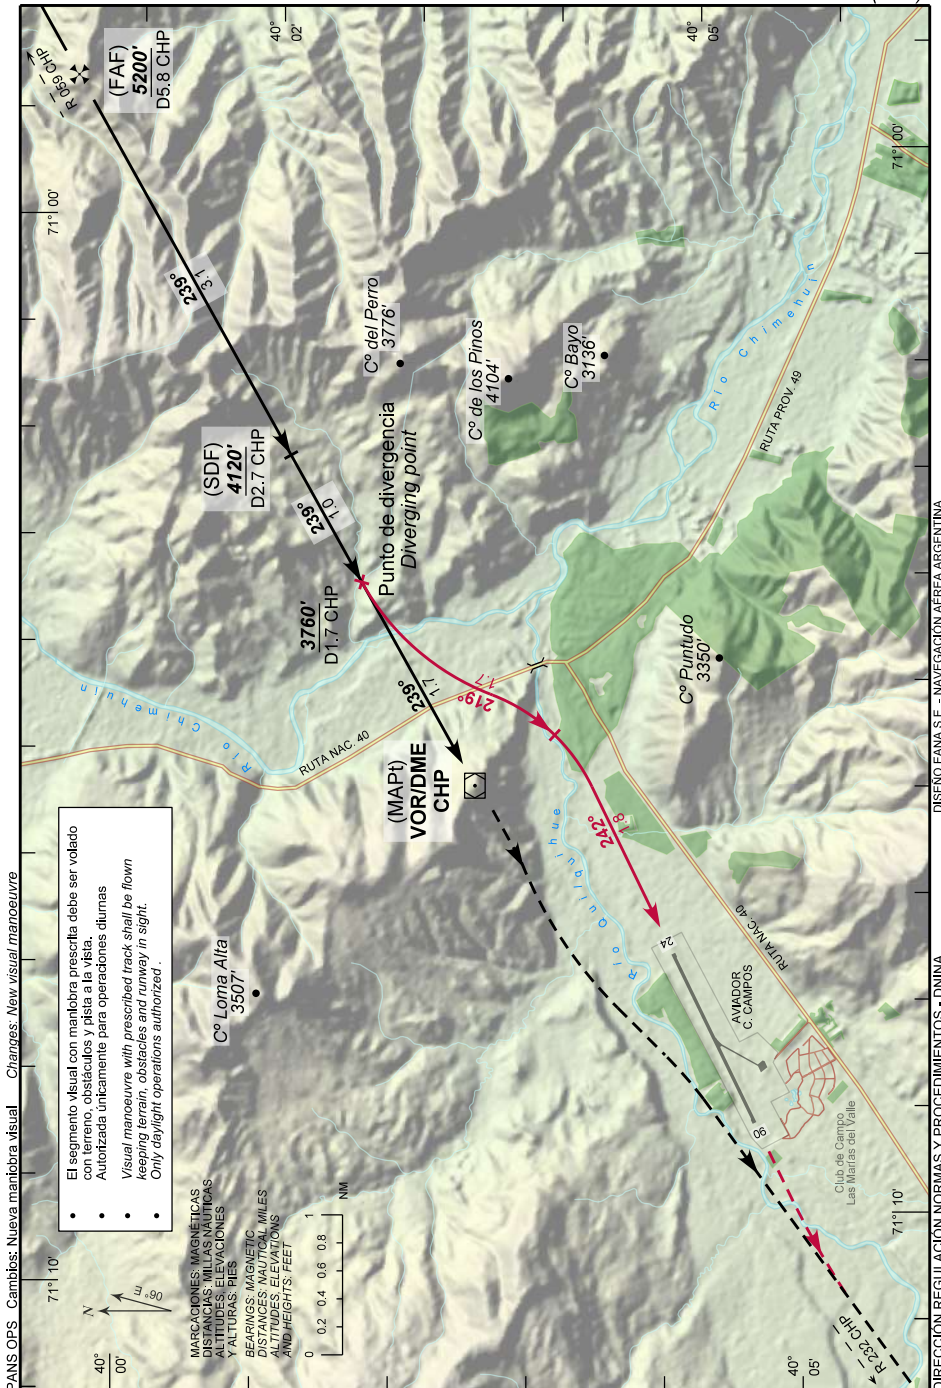 PANS OPS Cambios: Nueva maniobra visual Changes: New visual manoeuvre
• El segmento visual con maniobra prescrita debe ser volado
con terreno, obstáculos y pista a la vista.
• Autorizada únicamente para operaciones diurnas
• Visual manoeuvre with prescribed track shall be flown
keeping terrain, obstacles and runway in sight.
• Only daylight operations authorized .
71° 10'
71° 00'
40°
00'
40°
02'
N
06° m
MARCACIONES: MAGNÉTICAS
DISTANCIAS: MILLAS NÁUTICAS
ALTITUDES, ELEVACIONES
Y ALTURAS: PIES
BEARINGS: MAGNETIC
DISTANCES: NAUTICAL MILES
ALTITUDES, ELEVATIONS
AND HEIGHTS: FEET
0 0.2 0.4 0.6 0.8 1
NM
R 059 CHP
(FAF)
5200'
D5.8 CHP
239°
3.1
(SDF)
4120'
D2.7 CHP
239°
1.0
Punto de divergencia
Diverging point
3760'
D1.7 CHP
239°
1.7
219°
1.7
(MAPt)
VOR/DME
CHP
242°
1.8
Río Chimehuin
RUTA NAC. 40
Cº Loma Alta
3507'
Cº del Perro
3776'
Cº de los Pinos
4104'
Cº Bayo
3136'
Río Chimehuin
RUTA PROV. 49
Cº Puntudo
3350'
Río Quilquihue
RUTA NAC. 40
24
06
AVIADOR
C. CAMPOS
Club de Campo
Las Marías del Valle
R 232 CHP
40°
05'
40°
05'
71° 10'
71° 00'
DIRECCIÓN REGULACIÓN NORMAS Y PROCEDIMIENTOS - DNINA
DISEÑO FANA S.E. - NAVEGACIÓN AÉREA ARGENTINA